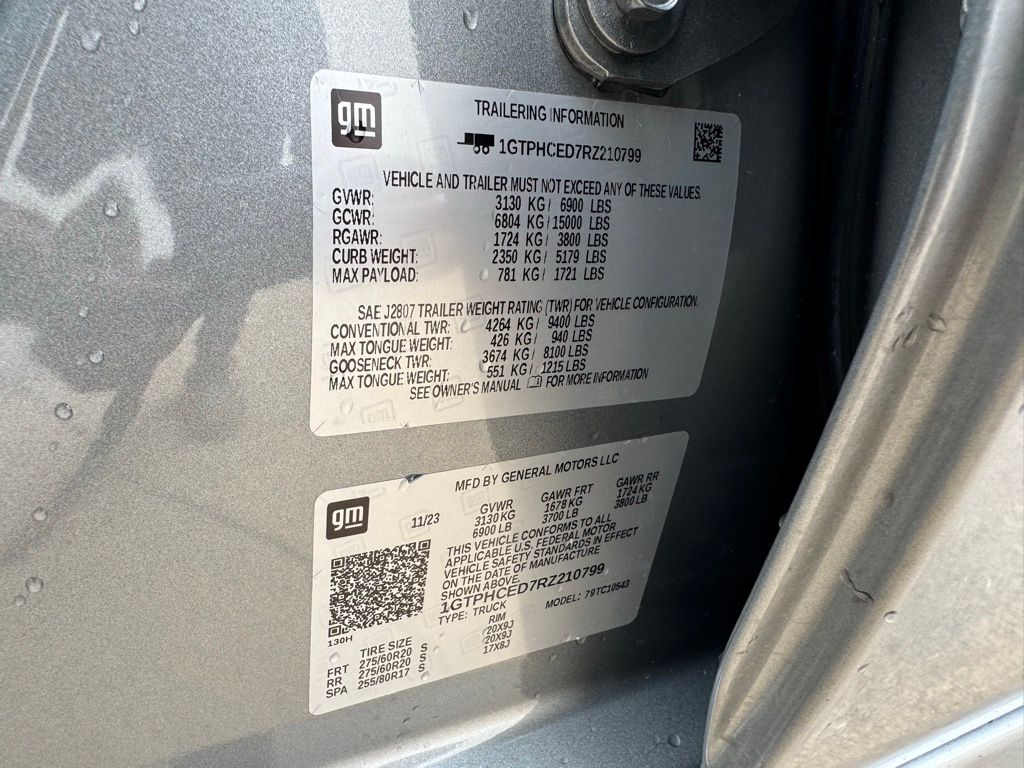 gm
TRAILERING INFORMATION
1GTPHCED7RZ210799
VEHICLE AND TRAILER MUST NOT EXCEED ANY OF THESE VALUES.
GVWR: 3130 KG / 6900 LBS
GCWR: 6804 KG / 15000 LBS
RGAWR: 1724 KG / 3800 LBS
CURB WEIGHT: 2350 KG / 5179 LBS
MAX PAYLOAD: 781 KG / 1721 LBS
SAE J2807 TRAILER WEIGHT RATING (TWR) FOR VEHICLE CONFIGURATION.
CONVENTIONAL TWR: 4264 KG / 9400 LBS
MAX TONGUE WEIGHT: 426 KG / 940 LBS
GOOSENECK TWR: 3674 KG / 8100 LBS
MAX TONGUE WEIGHT: 551 KG / 1215 LBS
SEE OWNER'S MANUAL FOR MORE INFORMATION
gm
MFD BY GENERAL MOTORS LLC
11/23 GVWR GAWR FRT GAWR RR
3130 KG 1678 KG 1724 KG
6900 LB 3700 LB 3800 LB
THIS VEHICLE CONFORMS TO ALL
APPLICABLE U.S. FEDERAL MOTOR
VEHICLE SAFETY STANDARDS IN EFFECT
ON THE DATE OF MANUFACTURE
SHOWN ABOVE.
1GTPHCED7RZ210799
TYPE: TRUCK MODEL: 79TC10543
130H
TIRE SIZE RIM
FRT 275/60R20 S 20X9J
RR 275/60R20 S 20X9J
SPA 255/80R17 S 17X8J